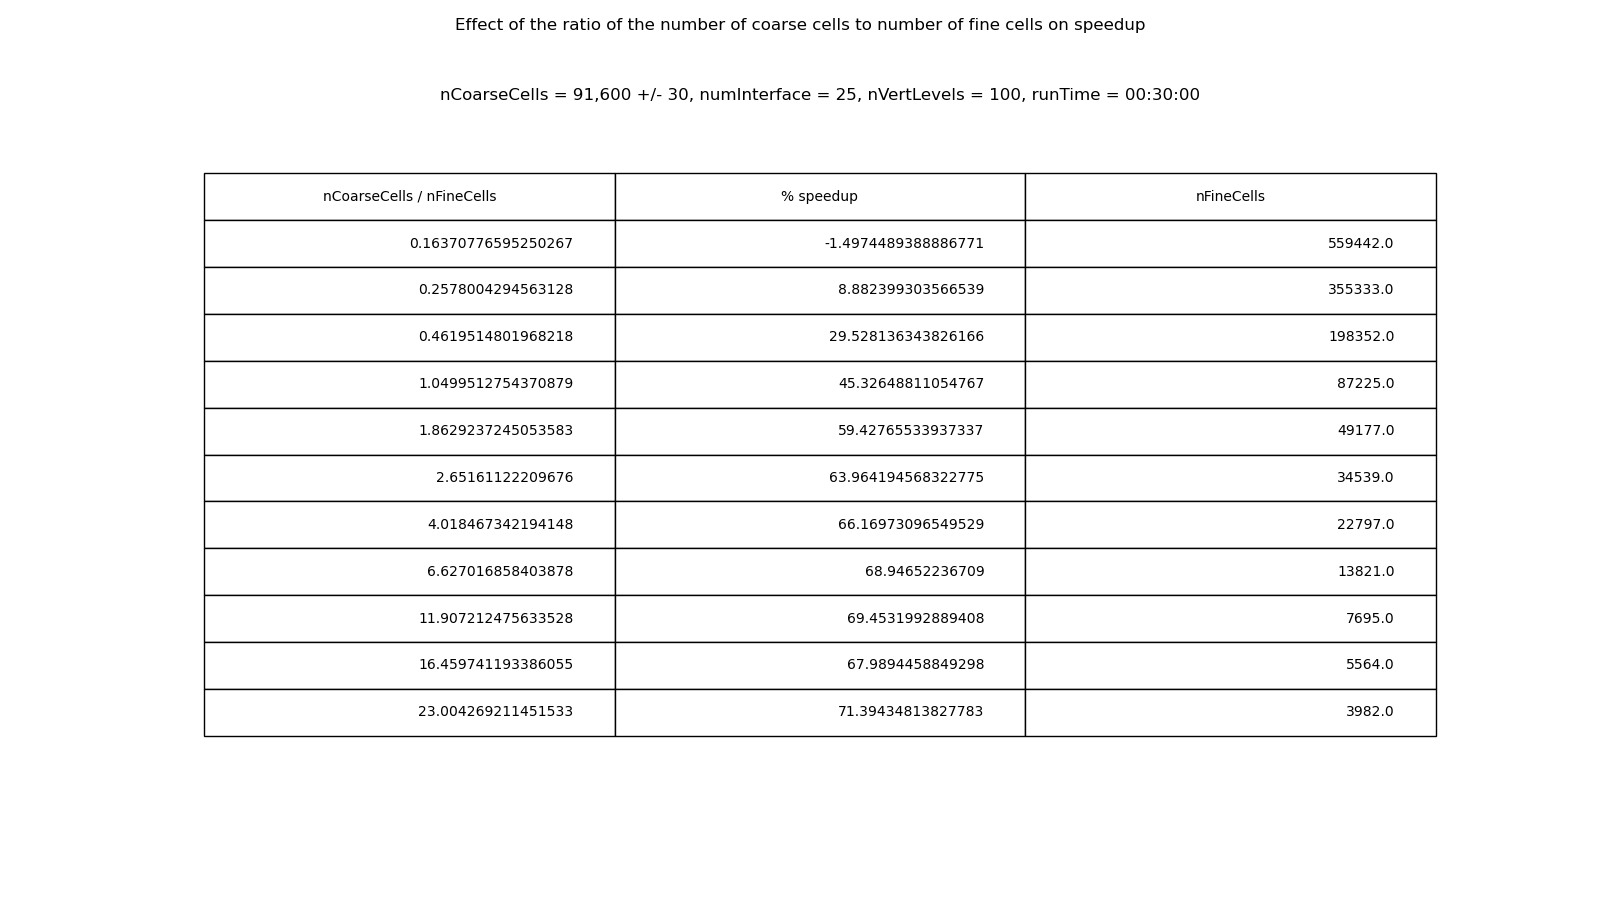 Effect of the ratio of the number of coarse cells to number of fine cells on speedup
nCoarseCells = 91,600 +/- 30, numInterface = 25, nVertLevels = 100, runTime = 00:30:00
nCoarseCells / nFineCells % speedup nFineCells
0.16370776595250267 -1.4974489388886771 559442.0
0.2578004294563128 8.882399303566539 355333.0
0.4619514801968218 29.528136343826166 198352.0
1.0499512754370879 45.32648811054767 87225.0
1.8629237245053583 59.42765533937337 49177.0
2.65161122209676 63.964194568322775 34539.0
4.018467342194148 66.16973096549529 22797.0
6.627016858403878 68.94652236709 13821.0
11.907212475633528 69.4531992889408 7695.0
16.459741193386055 67.9894458849298 5564.0
23.004269211451533 71.39434813827783 3982.0